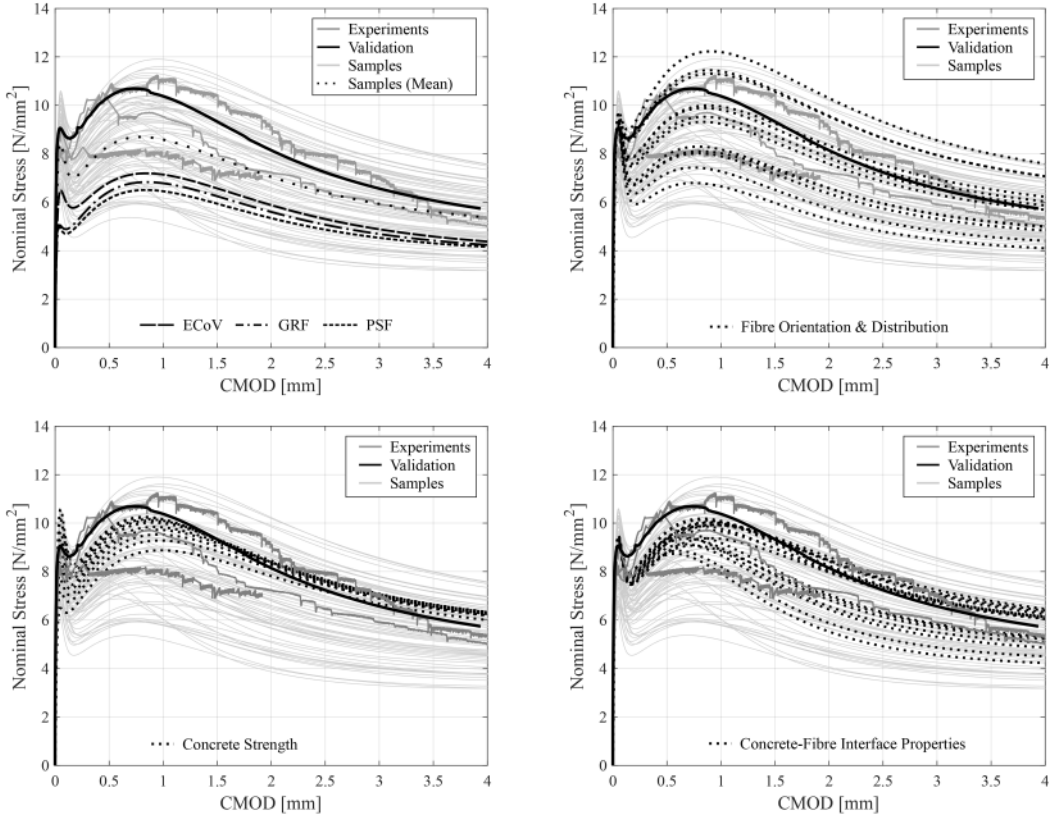 14
12
10
8
6
4
2
0
Nominal Stress [N/mm²]
Experiments
Validation
Samples
Samples (Mean)
ECoV
GRF
PSF
0
0.5
1
1.5
2
2.5
3
3.5
4
CMOD [mm]
14
12
10
8
6
4
2
0
Nominal Stress [N/mm²]
Experiments
Validation
Samples
Fibre Orientation & Distribution
0
0.5
1
1.5
2
2.5
3
3.5
4
CMOD [mm]
14
12
10
8
6
4
2
0
Nominal Stress [N/mm²]
Experiments
Validation
Samples
Concrete Strength
0
0.5
1
1.5
2
2.5
3
3.5
4
CMOD [mm]
14
12
10
8
6
4
2
0
Nominal Stress [N/mm²]
Experiments
Validation
Samples
Concrete-Fibre Interface Properties
0
0.5
1
1.5
2
2.5
3
3.5
4
CMOD [mm]